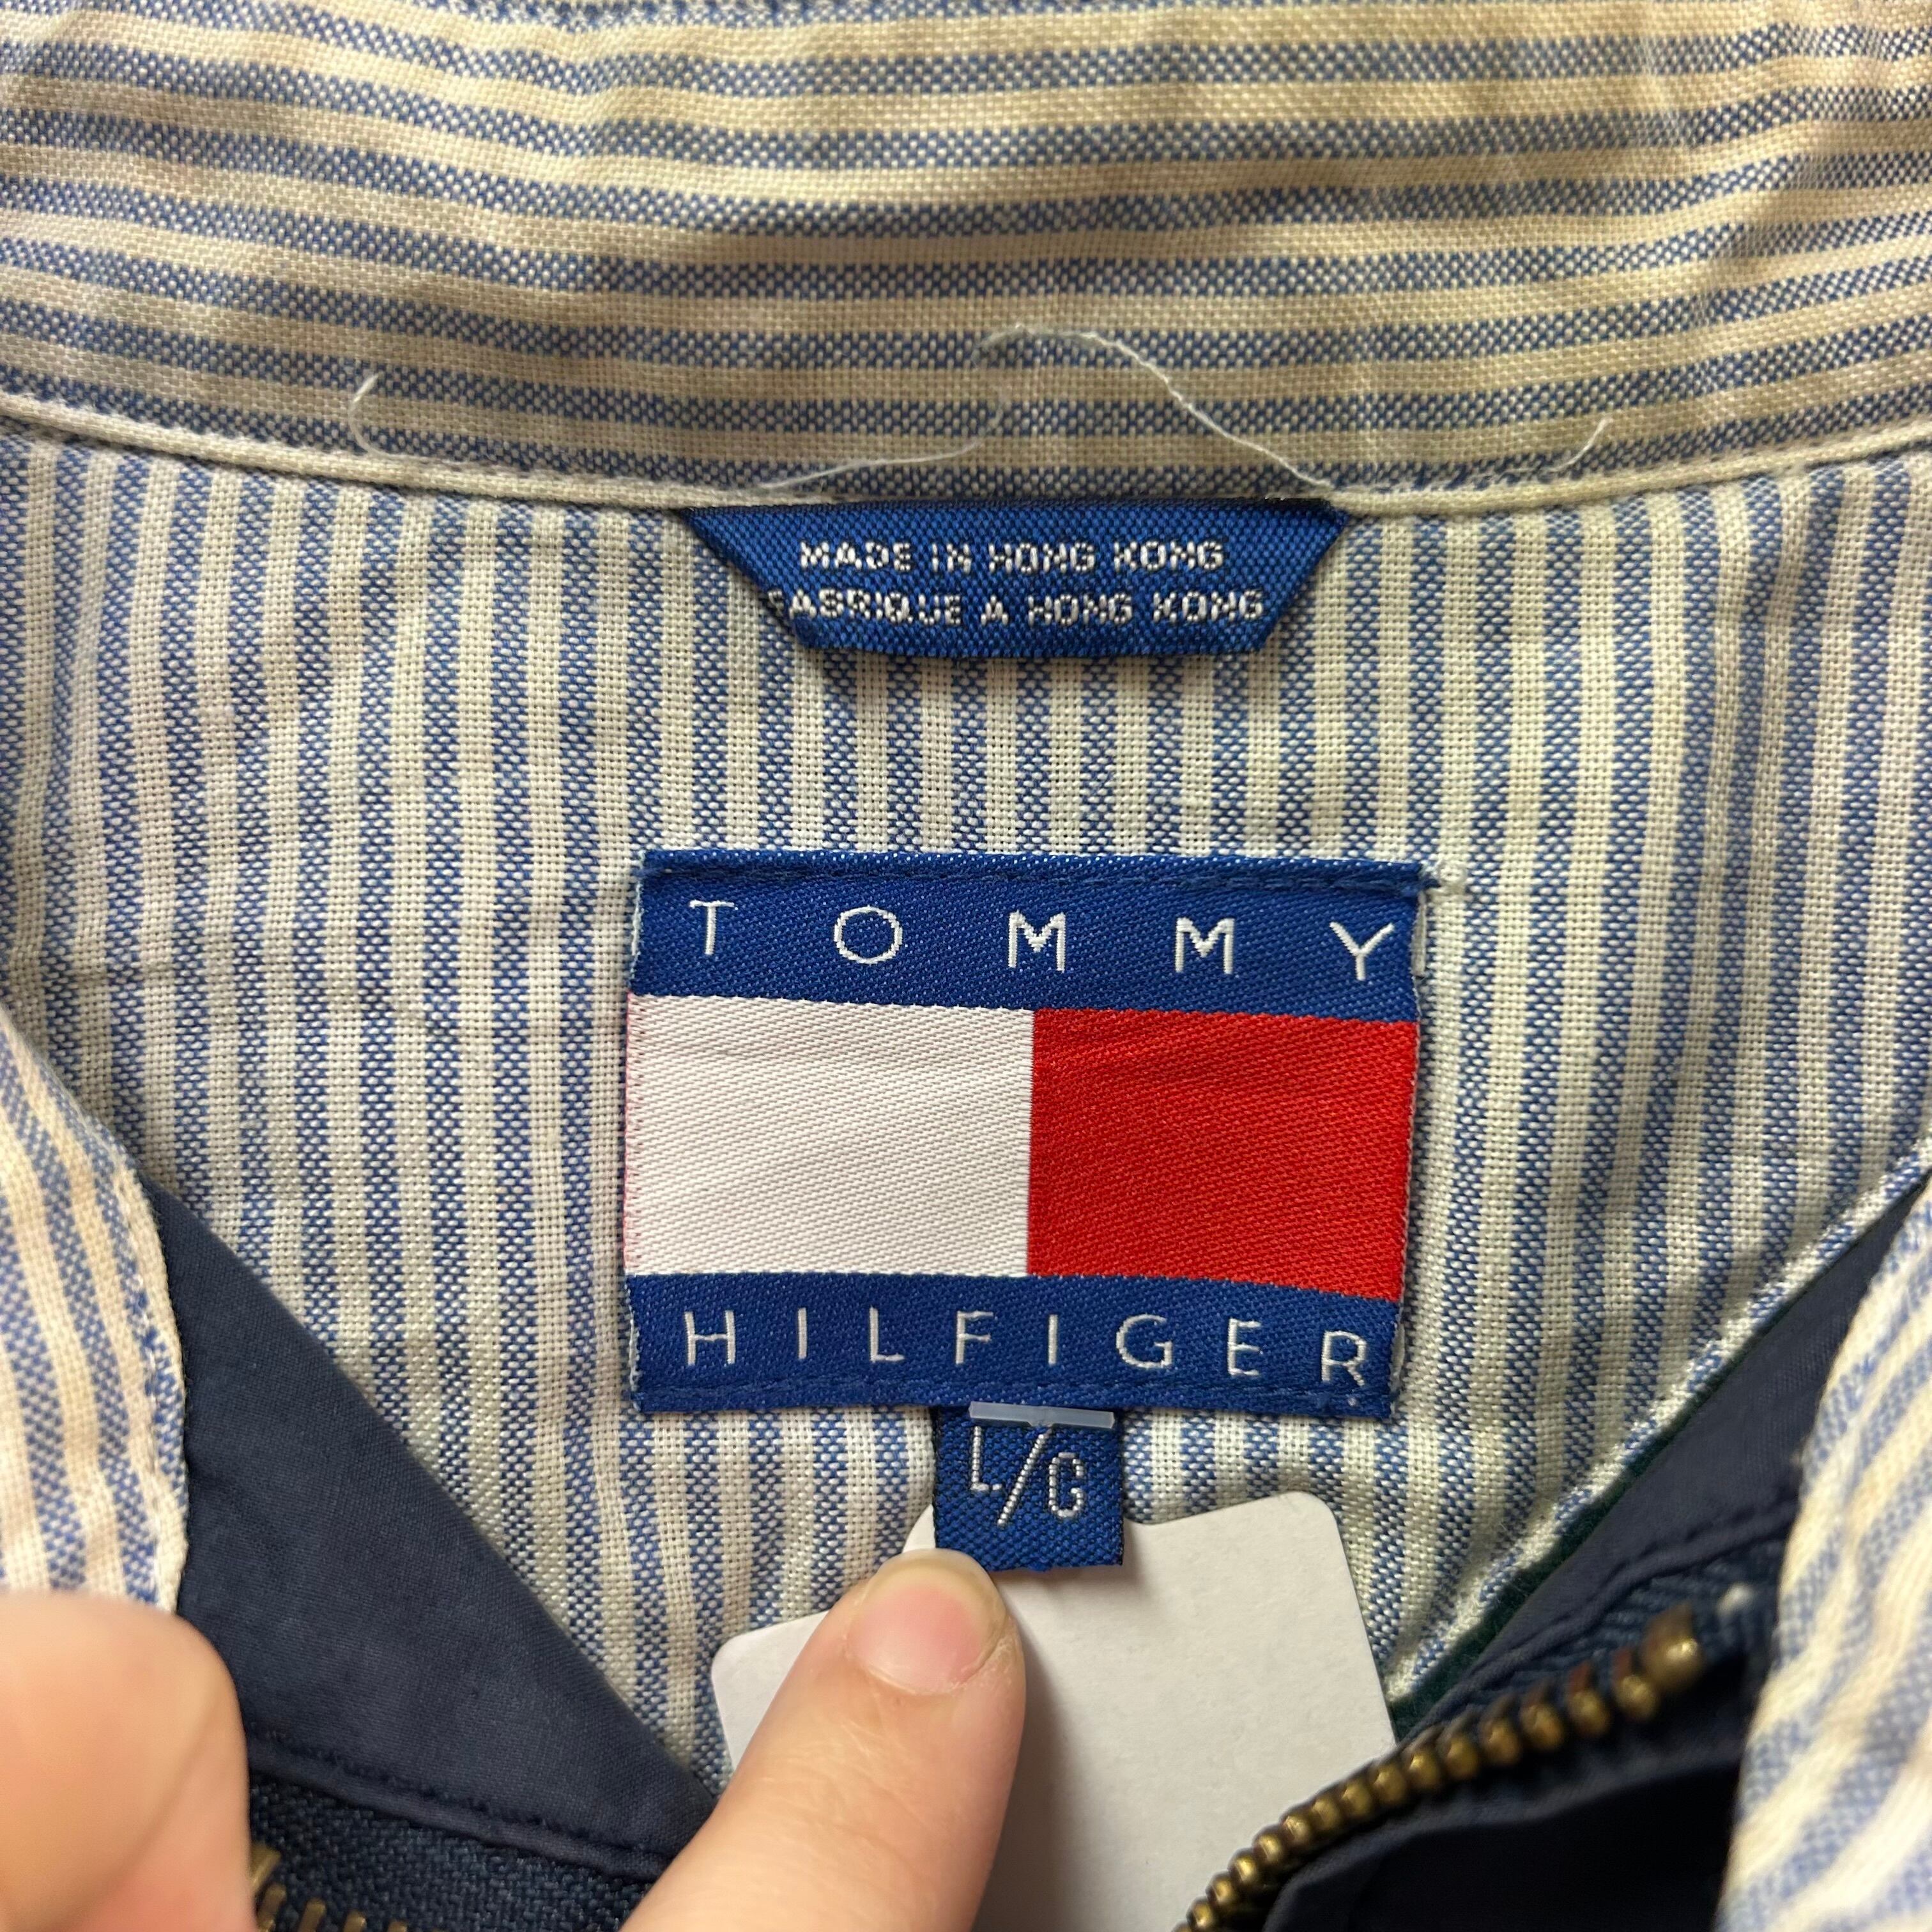 MADE IN HONG KONG
FABRIQUE A HONG KONG
TOMMY
HILFIGER
L/G